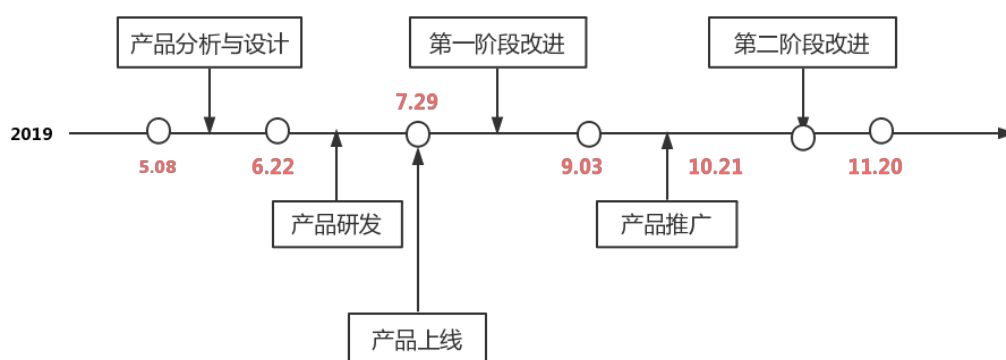 产品分析与设计
第一阶段改进
第二阶段改进
7.29
2019
5.08
6.22
9.03
10.21
11.20
产品研发
产品推广
产品上线